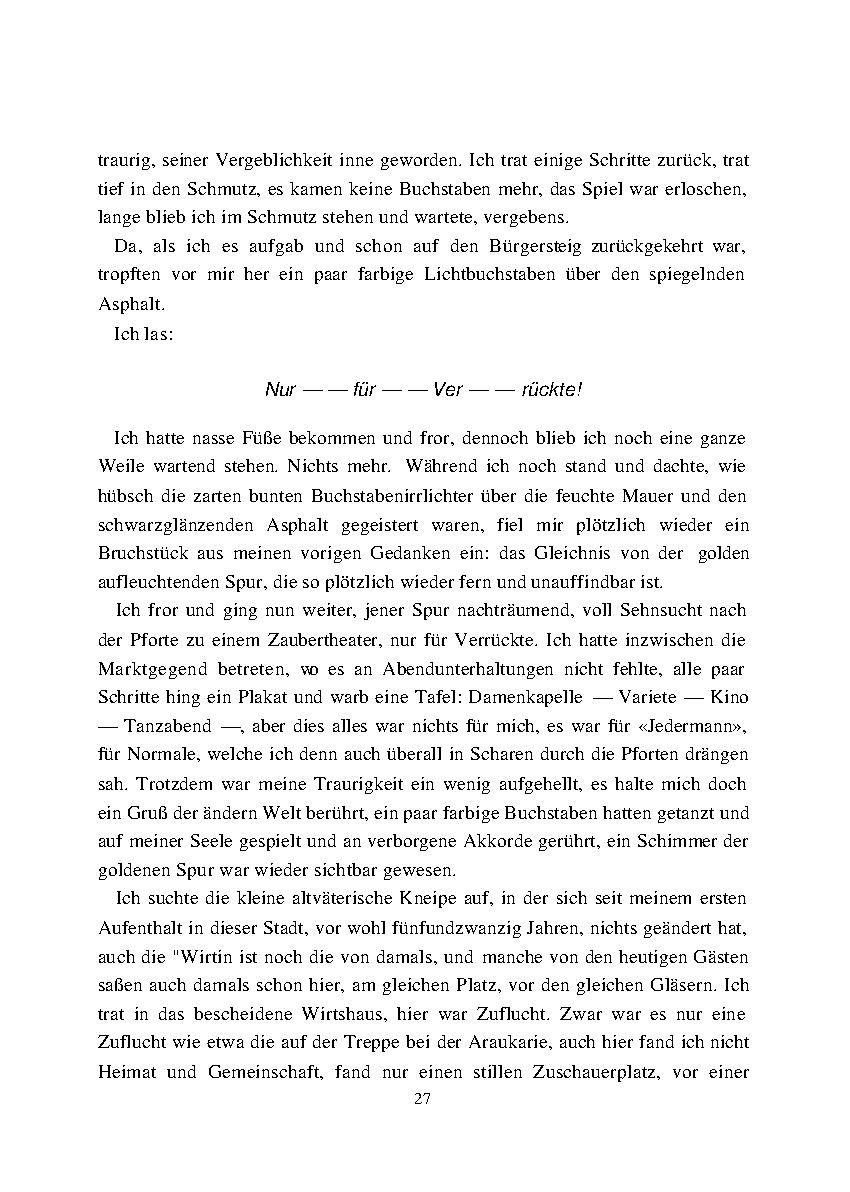 traurig, seiner Vergeblichkeit inne geworden. Ich trat einige Schritte zurück, trat
tief in den Schmutz, es kamen keine Buchstaben mehr, das Spiel war erloschen,
lange blieb ich im Schmutz stehen und wartete, vergebens.
Da, als ich es aufgab und schon auf den Bürgersteig zurückgekehrt war,
tropften vor mir her ein paar farbige Lichtbuchstaben über den spiegelnden
Asphalt.
Ich las:
Nur — — für — — Ver — — rückte!
Ich hatte nasse Füße bekommen und fror, dennoch blieb ich noch eine ganze
Weile wartend stehen. Nichts mehr. Während ich noch stand und dachte, wie
hübsch die zarten bunten Buchstabenirrlichter über die feuchte Mauer und den
schwarzglänzenden Asphalt gegeistert waren, fiel mir plötzlich wieder ein
Bruchstück aus meinen vorigen Gedanken ein: das Gleichnis von der golden
aufleuchtenden Spur, die so plötzlich wieder fern und unauffindbar ist.
Ich fror und ging nun weiter, jener Spur nachträumend, voll Sehnsucht nach
der Pforte zu einem Zaubertheater, nur für Verrückte. Ich hatte inzwischen die
Marktgegend betreten, wo es an Abendunterhaltungen nicht fehlte, alle paar
Schritte hing ein Plakat und warb eine Tafel: Damenkapelle — Variete — Kino
— Tanzabend —, aber dies alles war nichts für mich, es war für «Jedermann»,
für Normale, welche ich denn auch überall in Scharen durch die Pforten drängen
sah. Trotzdem war meine Traurigkeit ein wenig aufgehellt, es halte mich doch
ein Gruß der ändern Welt berührt, ein paar farbige Buchstaben hatten getanzt und
auf meiner Seele gespielt und an verborgene Akkorde gerührt, ein Schimmer der
goldenen Spur war wieder sichtbar gewesen.
Ich suchte die kleine altväterische Kneipe auf, in der sich seit meinem ersten
Aufenthalt in dieser Stadt, vor wohl fünfundzwanzig Jahren, nichts geändert hat,
auch die "Wirtin ist noch die von damals, und manche von den heutigen Gästen
saßen auch damals schon hier, am gleichen Platz, vor den gleichen Gläsern. Ich
trat in das bescheidene Wirtshaus, hier war Zuflucht. Zwar war es nur eine
Zuflucht wie etwa die auf der Treppe bei der Araukarie, auch hier fand ich nicht
Heimat und Gemeinschaft, fand nur einen stillen Zuschauerplatz, vor einer
27